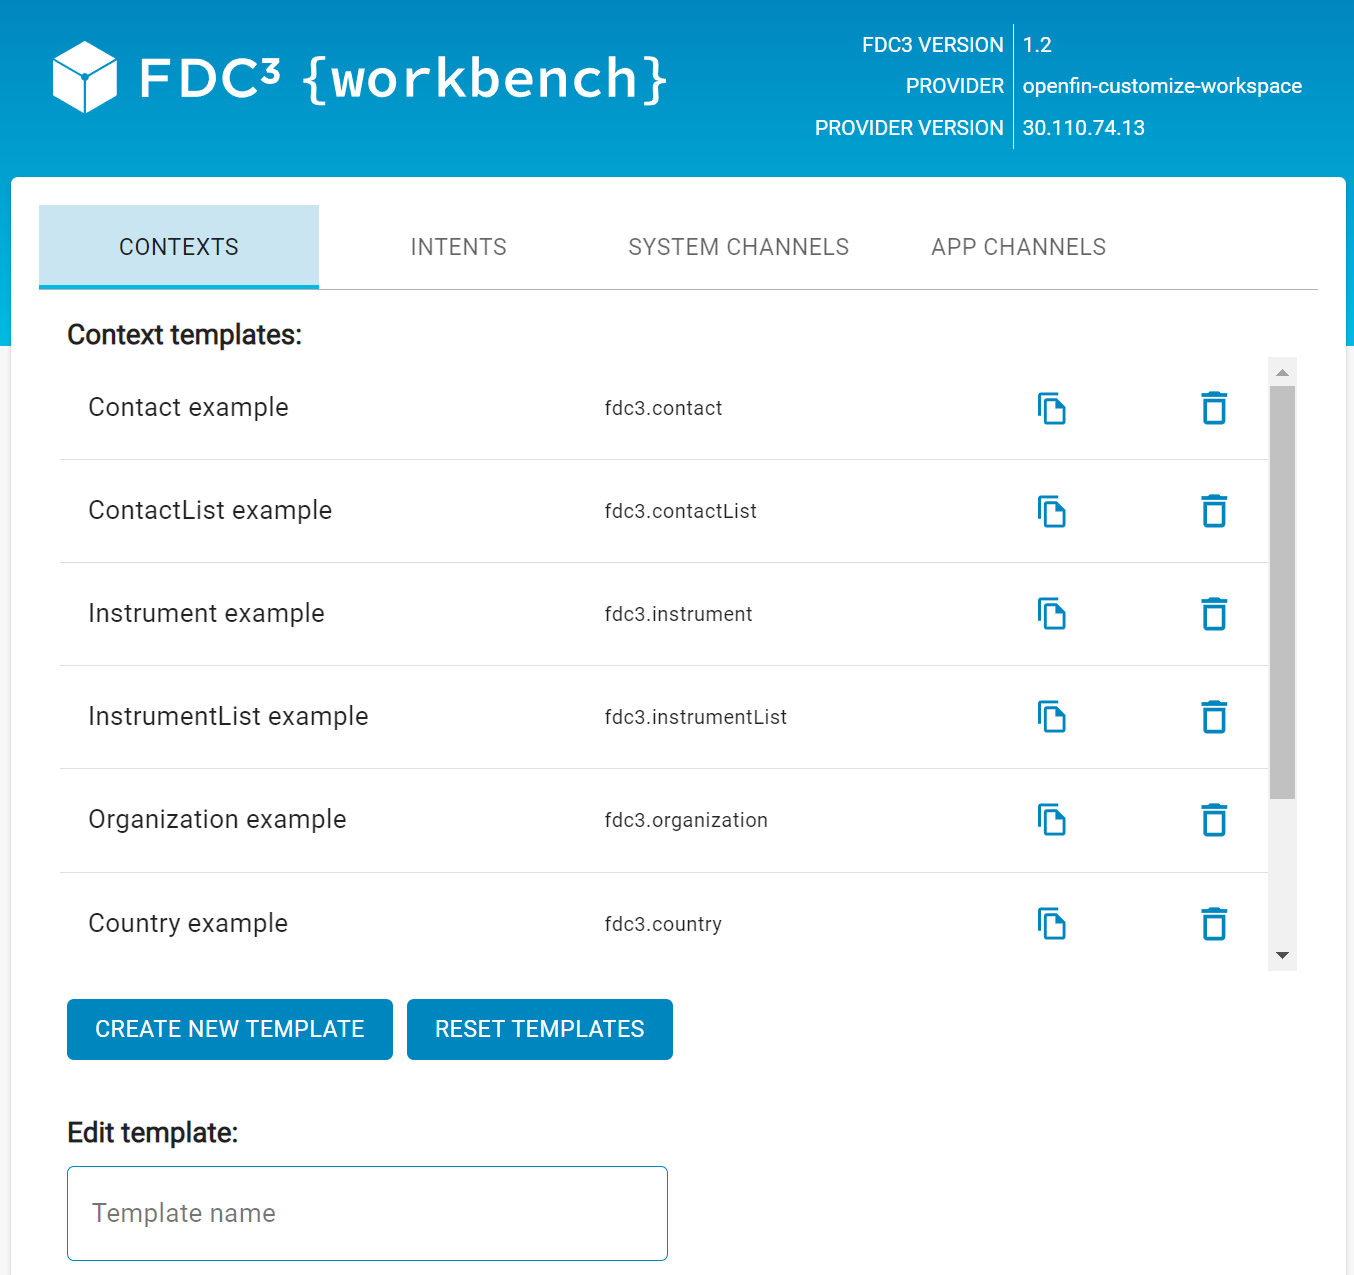 FDC³ {workbench}
FDC3 VERSION 1.2
PROVIDER openfin-customize-workspace
PROVIDER VERSION 30.110.74.13
CONTEXTS INTENTS SYSTEM CHANNELS APP CHANNELS
Context templates:
Contact example fdc3.contact
ContactList example fdc3.contactList
Instrument example fdc3.instrument
InstrumentList example fdc3.instrumentList
Organization example fdc3.organization
Country example fdc3.country
CREATE NEW TEMPLATE RESET TEMPLATES
Edit template:
Template name